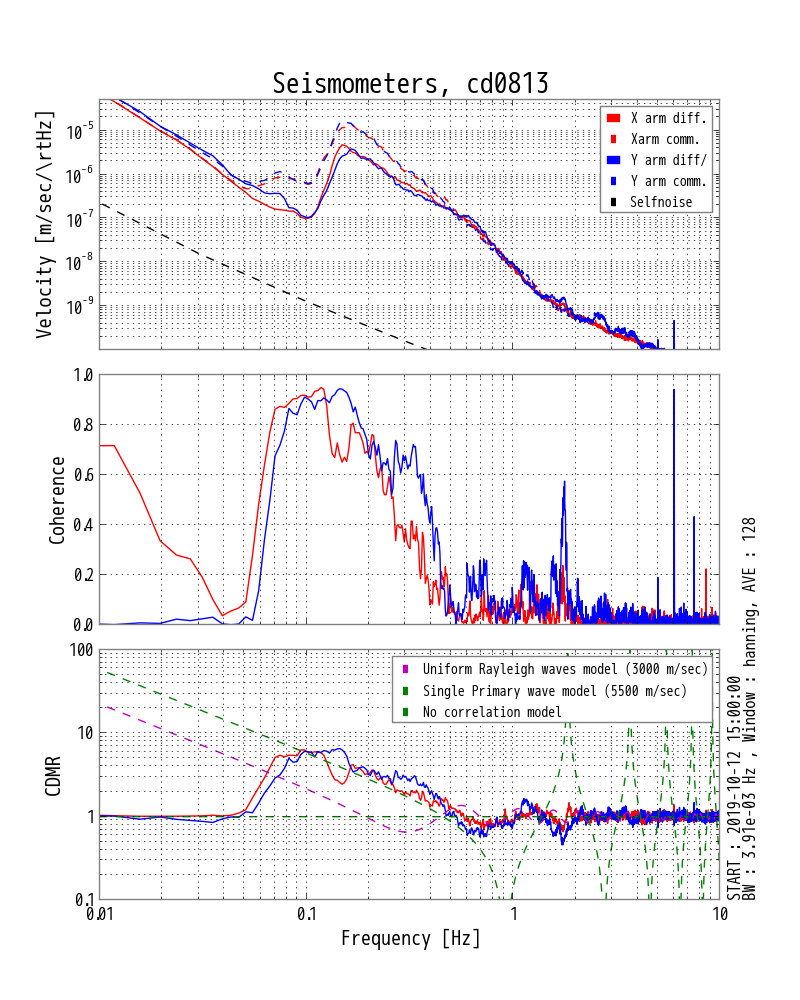 Seismometers, cd0813
Velocity [m/sec/\rtHz]
10^-5
10^-6
10^-7
10^-8
10^-9
X arm diff.
Xarm comm.
Y arm diff/
Y arm comm.
Selfnoise
Coherence
1.0
0.8
0.6
0.4
0.2
0.0
CDMR
100
10
1
0.1
Uniform Rayleigh waves model (3000 m/sec)
Single Primary wave model (5500 m/sec)
No correlation model
0.01
0.1
1
10
Frequency [Hz]
START : 2019-10-12 15:00:00
BW : 3.91e-03 Hz , Window : hanning, AVE : 128